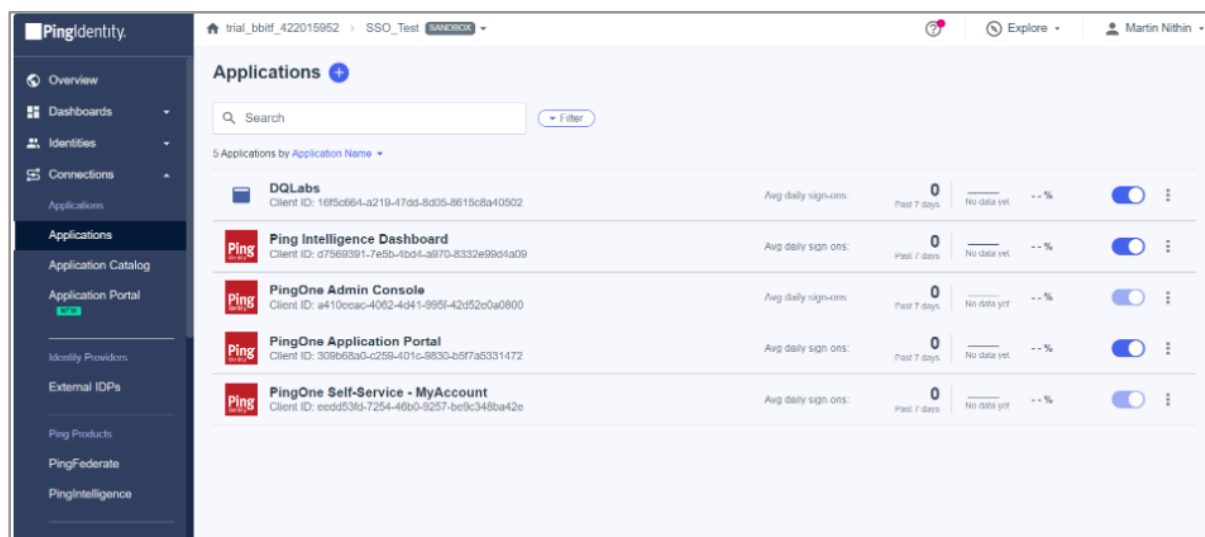 PingIdentity.
trial_bbitf_422015952 > SSO_Test SANDBOX
Explore
Martin Nithin
Overview
Dashboards
Identities
Connections
Applications
Applications
Application Catalog
Application Portal
NEW
Identity Providers
External IDPs
Ping Products
PingFederate
PingIntelligence
Applications
Search
Filter
5 Applications by Application Name
DQLabs
Client ID: 16f5c664-a219-47dd-8d05-8615c8a40502
Avg daily sign-ons:
0
Past 7 days
No data yet
-- %
Ping Intelligence Dashboard
Client ID: d7569391-7e5b-4bd4-a970-8332e99d4a09
Avg daily sign ons:
0
Past 7 days
No data yet
-- %
PingOne Admin Console
Client ID: a410eeac-4062-4d41-995f-42d52e0a0800
Avg daily sign-ons:
0
Past 7 days
No data yet
-- %
PingOne Application Portal
Client ID: 309b68a0-c259-401c-9830-b5f7a5331472
Avg daily sign ons:
0
Past 7 days
No data yet
-- %
PingOne Self-Service - MyAccount
Client ID: eedd53fd-7254-46b0-9257-be9c348ba42e
Avg daily sign ons:
0
Past 7 days
No data yet
-- %